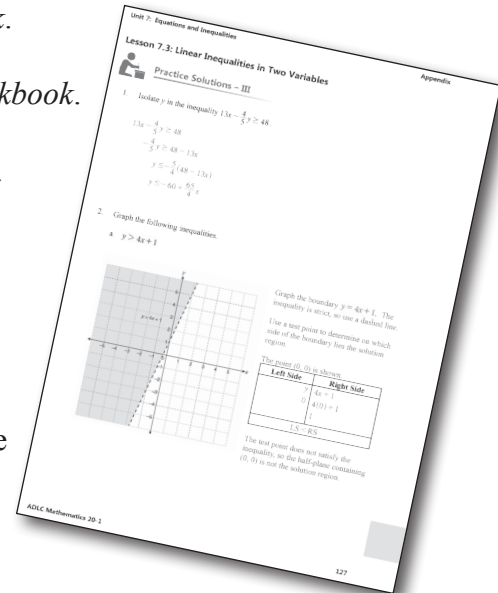 k.
kbook.
e
Unit 7: Equations and Inequalities
Appendix
Lesson 7.3: Linear Inequalities in Two Variables
Practice Solutions – III
1. Isolate y in the inequality 13x – 4/5 y ≥ 48.
13x – 4/5 y ≥ 48
– 4/5 y ≥ 48 – 13x
y ≤ – 5/4 (48 – 13x)
y ≤ – 60 + 65/4 x
2. Graph the following inequalities.
a. y > 4x + 1
Graph the boundary y = 4x + 1. The
inequality is strict, so use a dashed line.
Use a test point to determine on which
side of the boundary lies the solution
region.
The point (0, 0) is shown.
Left Side Right Side
y 4x + 1
0 4(0) + 1
1
LS < RS
The test point does not satisfy the
inequality, so the half-plane containing
(0, 0) is not the solution region.
ADLC Mathematics 20-1
127